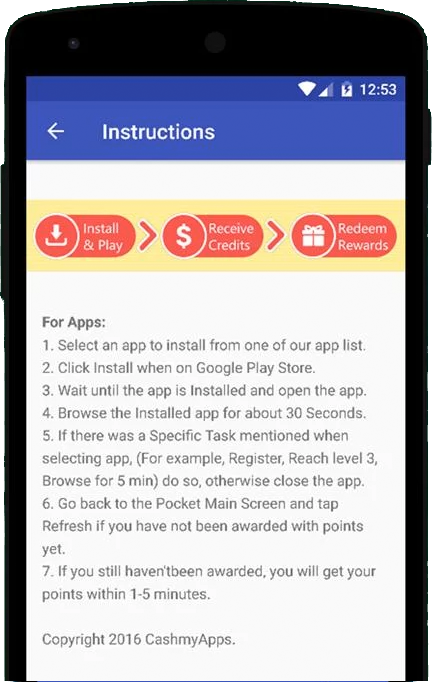 12:53
Instructions
Install
& Play
Receive
Credits
Redeem
Rewards
For Apps:
1. Select an app to install from one of our app list.
2. Click Install when on Google Play Store.
3. Wait until the app is Installed and open the app.
4. Browse the Installed app for about 30 Seconds.
5. If there was a Specific Task mentioned when
selecting app, (For example, Register, Reach level 3,
Browse for 5 min) do so, otherwise close the app.
6. Go back to the Pocket Main Screen and tap
Refresh if you have not been awarded with points
yet.
7. If you still haven'tbeen awarded, you will get your
points within 1-5 minutes.
Copyright 2016 CashmyApps.